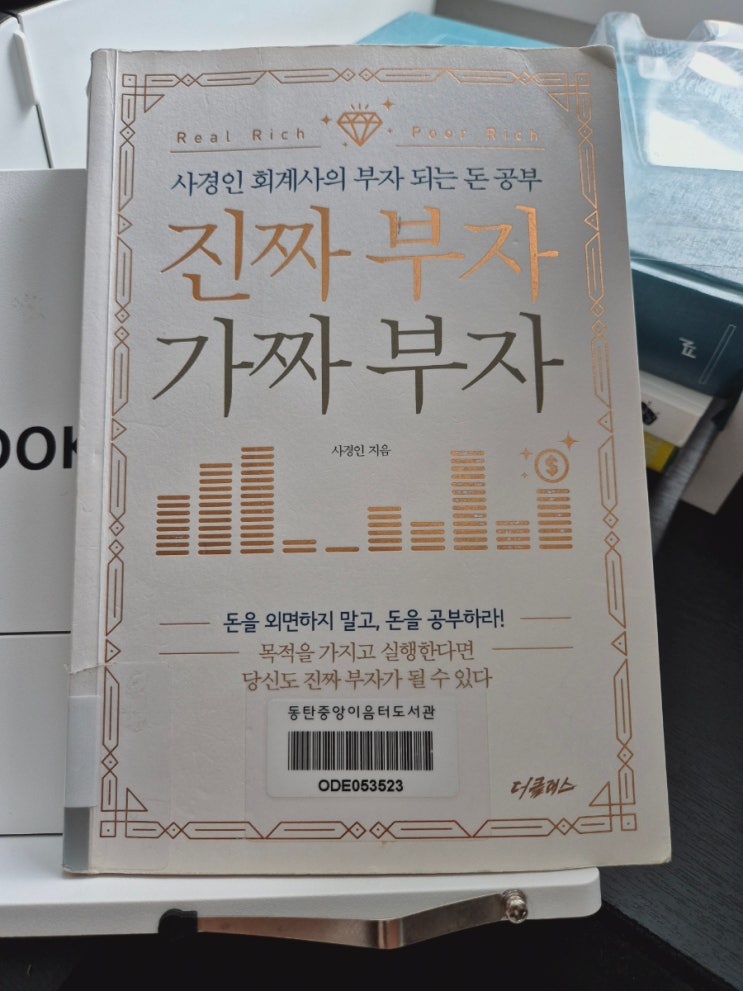 Real Rich Poor Rich
사경인 회계사의 부자 되는 돈 공부
진짜 부자
가짜 부자
사경인 지음
$
돈을 외면하지 말고, 돈을 공부하라!
목적을 가지고 실행한다면
당신도 진짜 부자가 될 수 있다
동탄중앙이음터도서관
ODE053523
더클래스
OOK